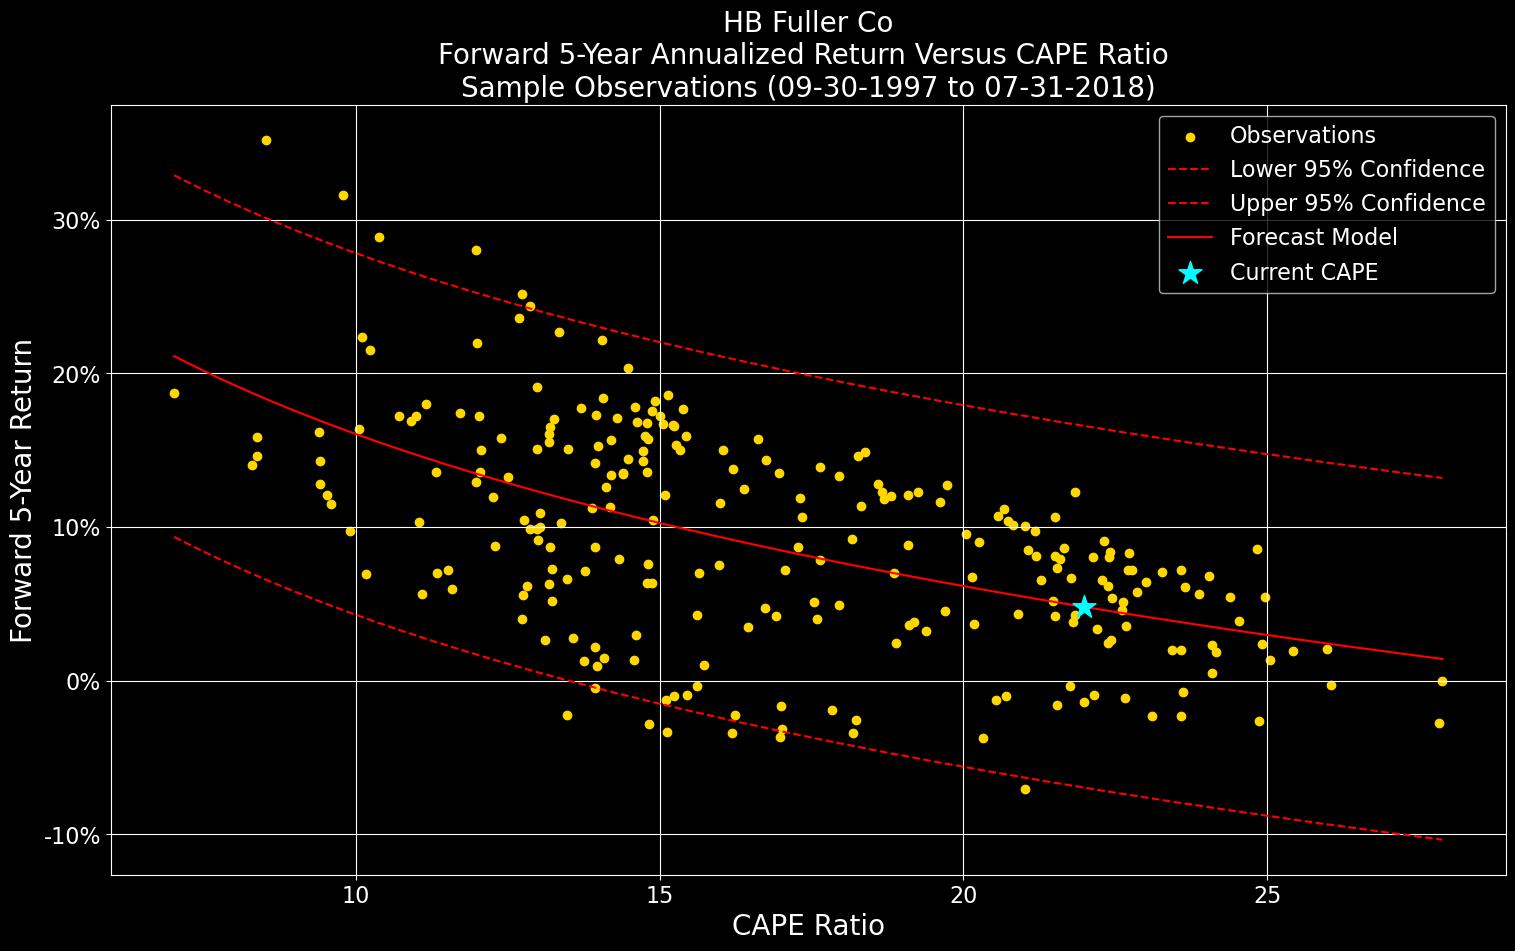 HB Fuller Co
Forward 5-Year Annualized Return Versus CAPE Ratio
Sample Observations (09-30-1997 to 07-31-2018)
Observations
Lower 95% Confidence
Upper 95% Confidence
Forecast Model
Current CAPE
Forward 5-Year Return
30%
20%
10%
0%
-10%
10
15
20
25
CAPE Ratio